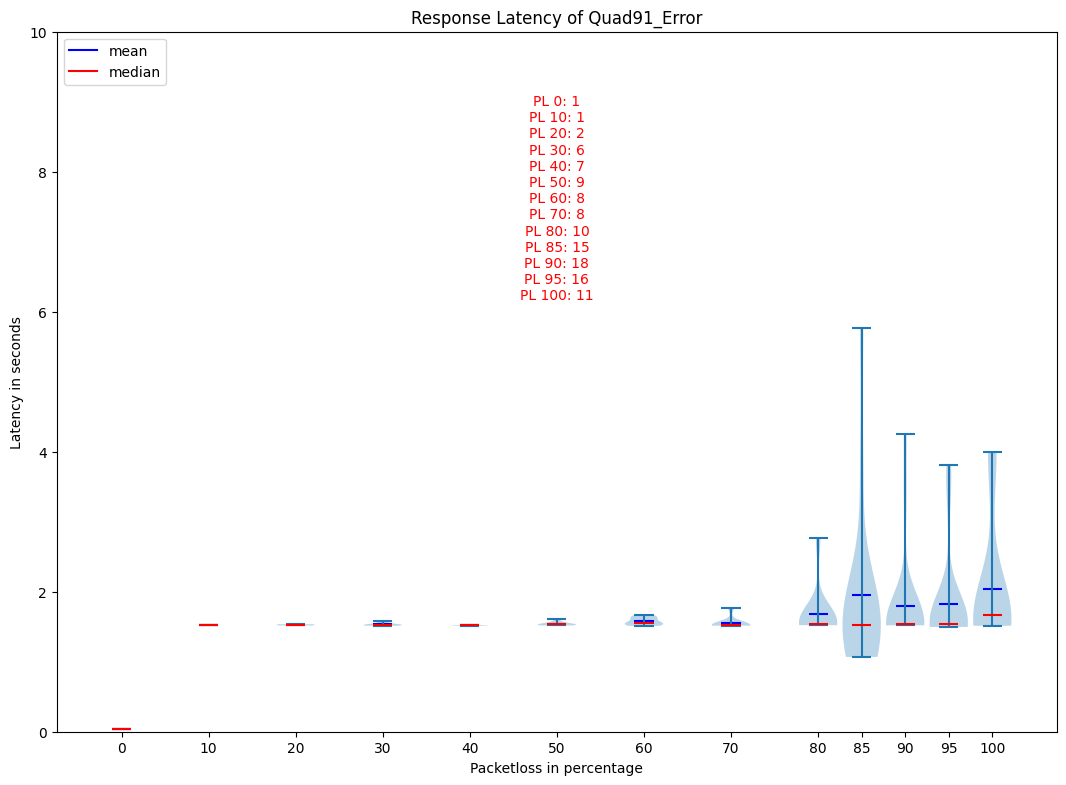 Response Latency of Quad91_Error
10
mean
median
PL 0: 1
PL 10: 1
PL 20: 2
PL 30: 6
PL 40: 7
PL 50: 9
PL 60: 8
PL 70: 8
PL 80: 10
PL 85: 15
PL 90: 18
PL 95: 16
PL 100: 11
8
6
4
2
0
Latency in seconds
0 10 20 30 40 50 60 70 80 85 90 95 100
Packetloss in percentage